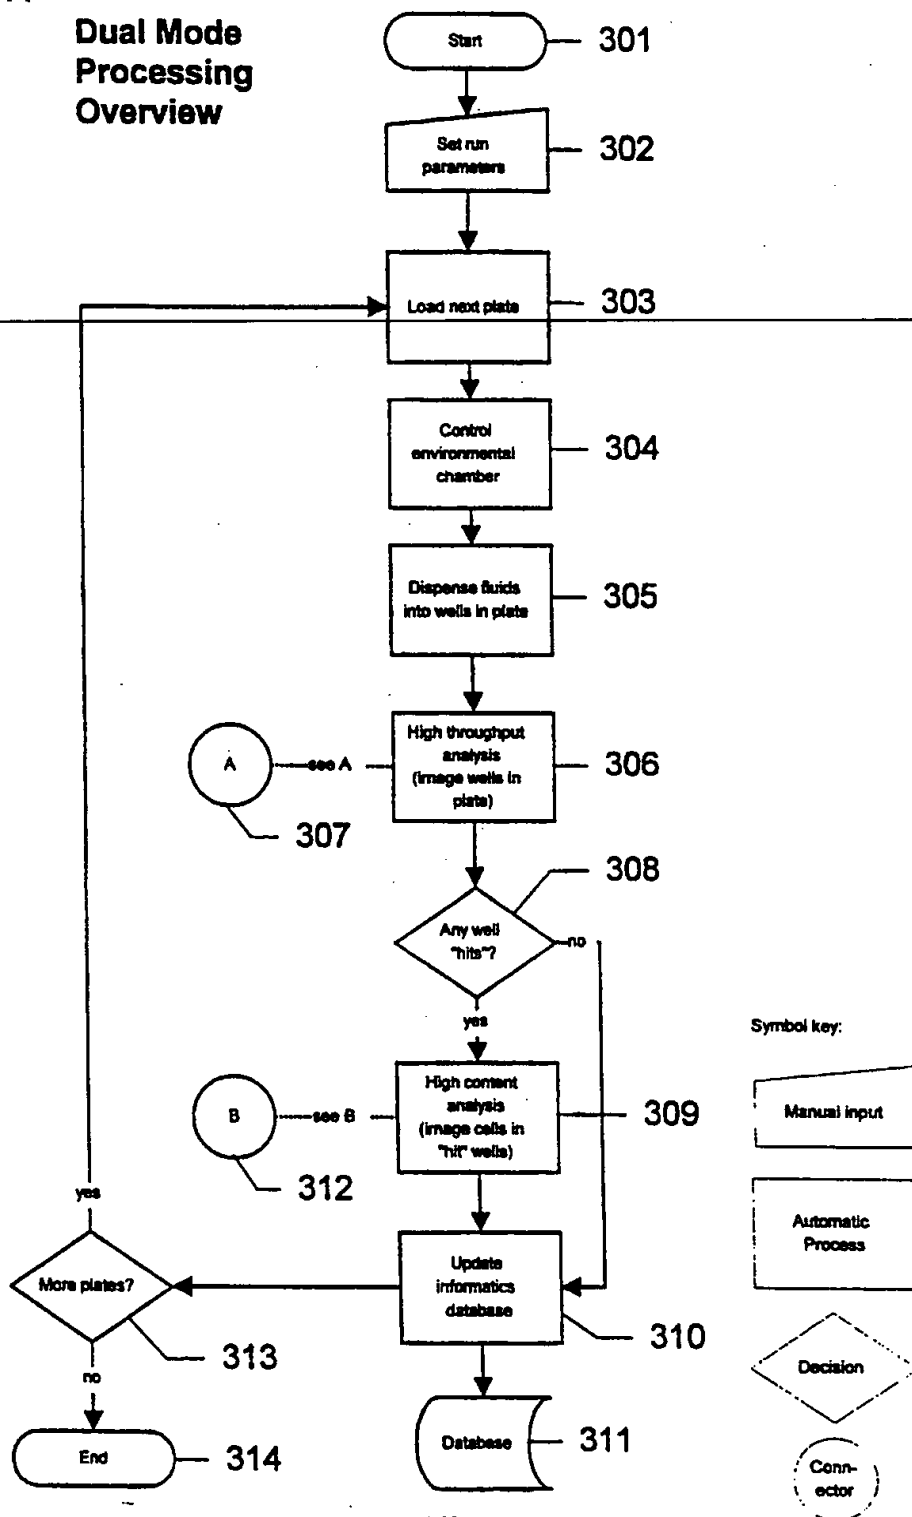 Dual Mode
Processing
Overview
Start
301
Set run
parameters
302
Load next plate
303
Control
environmental
chamber
304
Dispense fluids
into wells in plate
305
High throughput
analysis
(image wells in
plate)
306
A
see A
307
308
Any well
"hits"?
no
yes
High content
analysis
(image cells in
"hit" wells)
309
B
see B
312
Update
informatics
database
310
yes
More plates?
313
no
End
314
Database
311
Symbol key:
Manual input
Automatic
Process
Decision
Conn-
ector